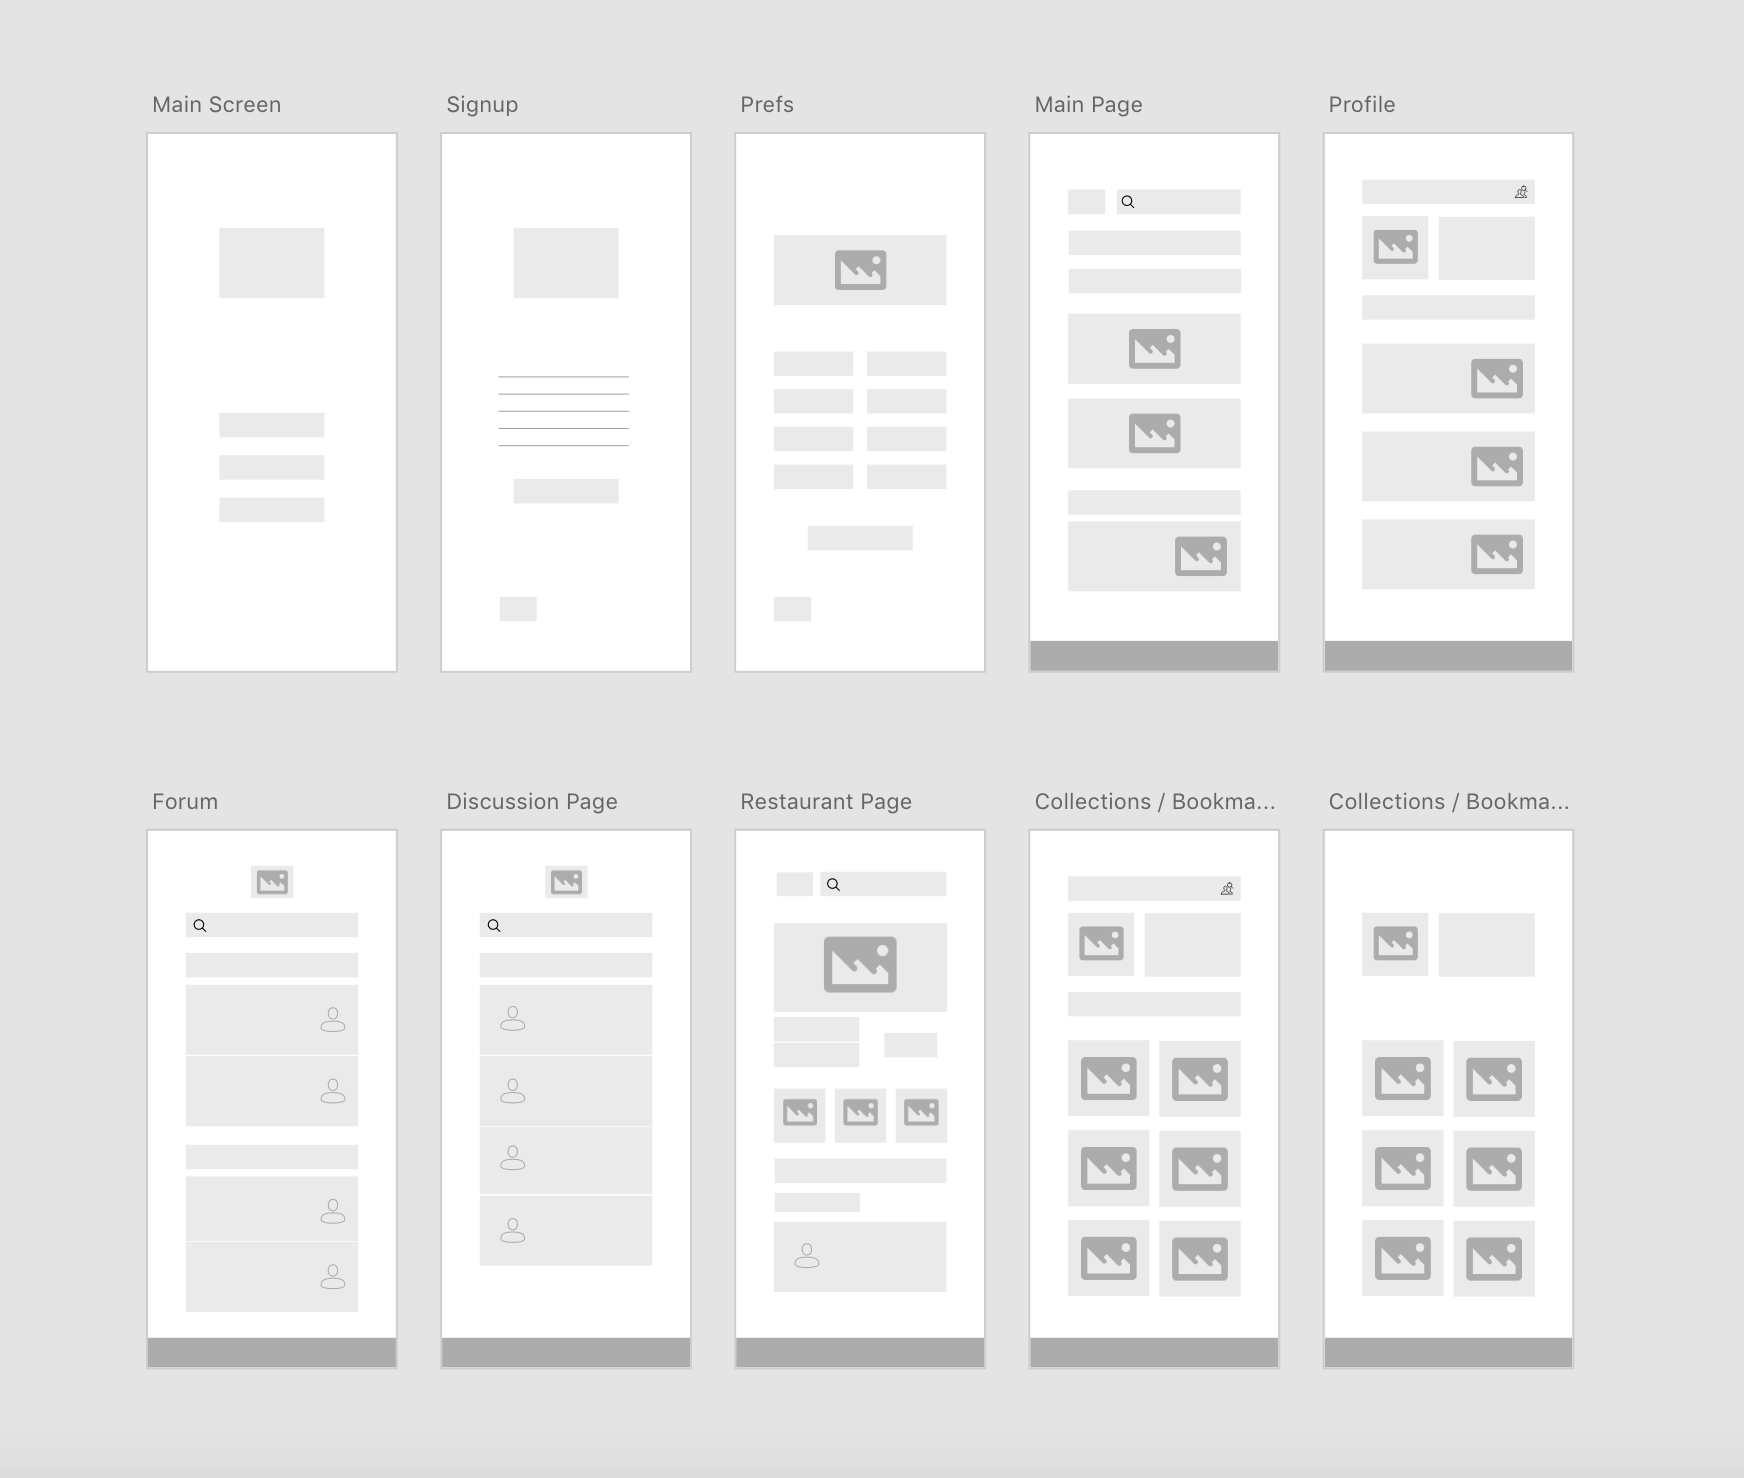 Main Screen
Signup
Prefs
Main Page
Profile
Forum
Discussion Page
Restaurant Page
Collections / Bookma...
Collections / Bookma...